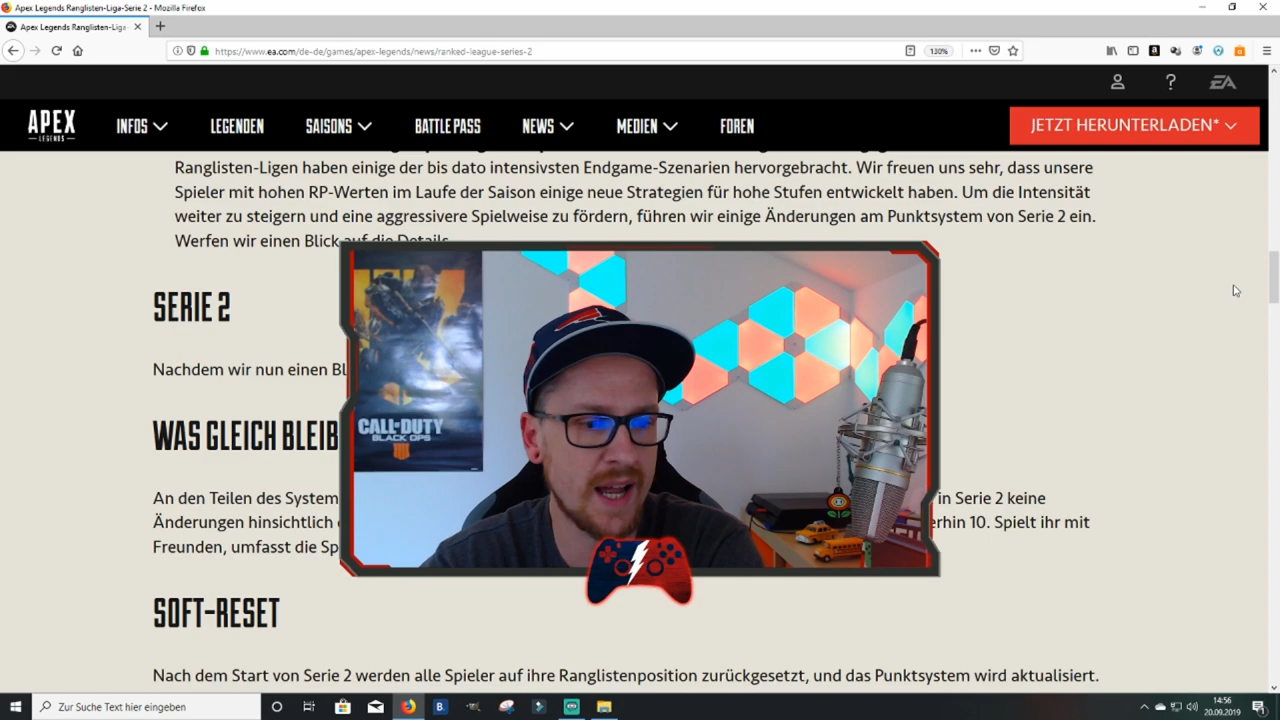 Apex Legends Ranglisten-Liga-Serie 2 - Mozilla Firefox
Apex Legends Ranglisten-Liga-
https://www.ea.com/de-de/games/apex-legends/news/ranked-league-series-2
130%
EA
APEX
LEGENDS
INFOS
LEGENDEN
SAISONS
BATTLE PASS
NEWS
MEDIEN
FOREN
JETZT HERUNTERLADEN*
Ranglisten-Ligen haben einige der bis dato intensivsten Endgame-Szenarien hervorgebracht. Wir freuen uns sehr, dass unsere
Spieler mit hohen RP-Werten im Laufe der Saison einige neue Strategien für hohe Stufen entwickelt haben. Um die Intensität
weiter zu steigern und eine aggressivere Spielweise zu fördern, führen wir einige Änderungen am Punktsystem von Serie 2 ein.
Werfen wir einen Blick auf die Details.
SERIE 2
Nachdem wir nun einen Bl
WAS GLEICH BLEIB
An den Teilen des System
in Serie 2 keine
Änderungen hinsichtlich
erhin 10. Spielt ihr mit
Freunden, umfasst die Sp
CALL OF DUTY
BLACK OPS
IIII
SOFT-RESET
Nach dem Start von Serie 2 werden alle Spieler auf ihre Ranglistenposition zurückgesetzt, und das Punktsystem wird aktualisiert.
Zur Suche Text hier eingeben
14:56
20.09.2019